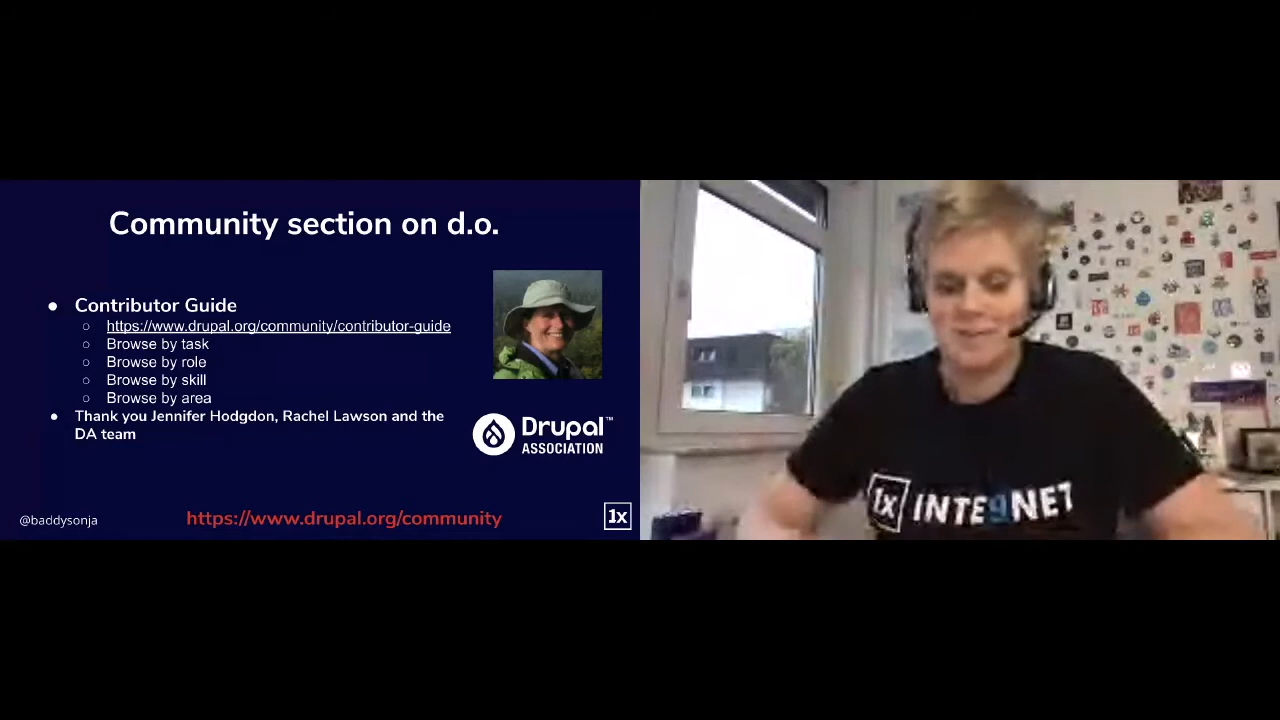 Community section on d.o.
● Contributor Guide
○ https://www.drupal.org/community/contributor-guide
○ Browse by task
○ Browse by role
○ Browse by skill
○ Browse by area
● Thank you Jennifer Hodgdon, Rachel Lawson and the
DA team
Drupal™
ASSOCIATION
@baddysonja
https://www.drupal.org/community
1x
1x INTE9NET